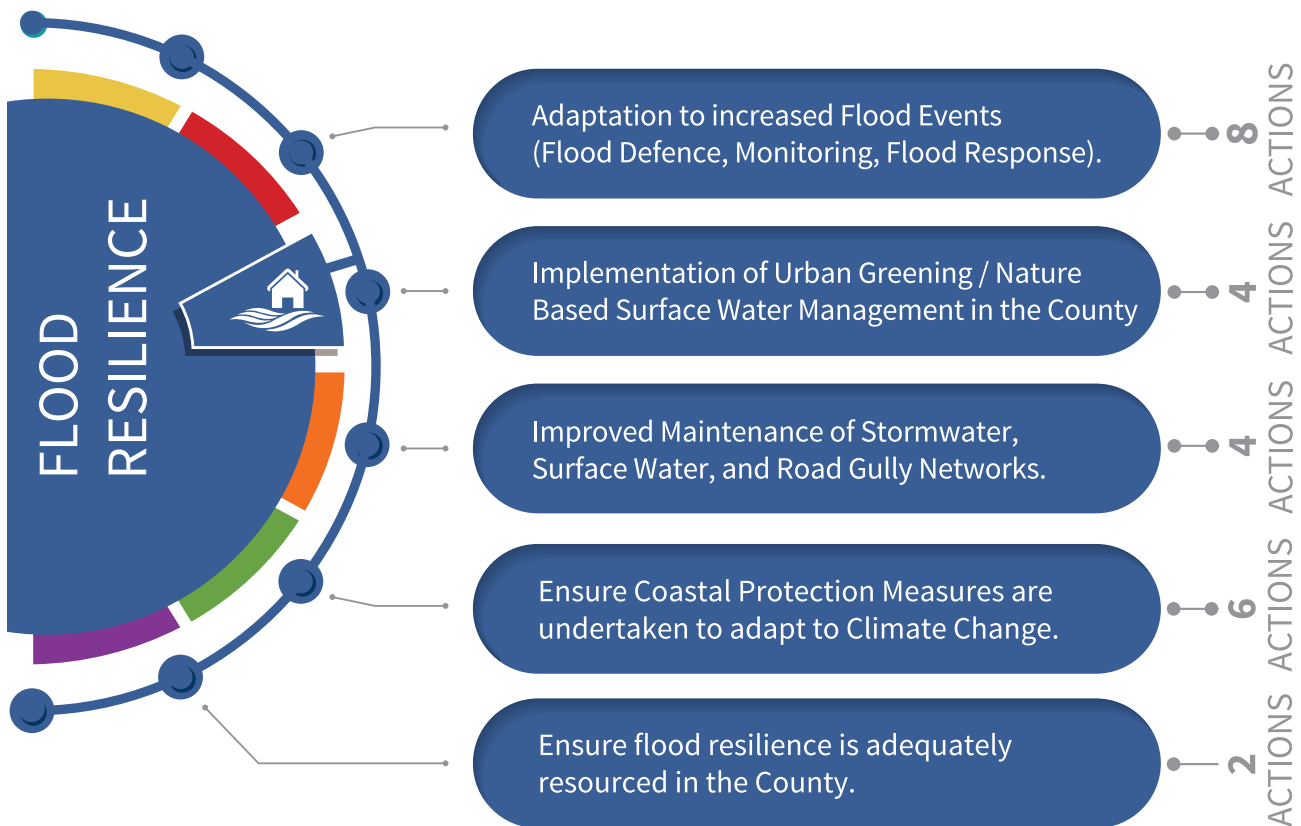 FLOOD
RESILIENCE
Adaptation to increased Flood Events
(Flood Defence, Monitoring, Flood Response).
8 ACTIONS
Implementation of Urban Greening / Nature
Based Surface Water Management in the County
4 ACTIONS
Improved Maintenance of Stormwater,
Surface Water, and Road Gully Networks.
4 ACTIONS
Ensure Coastal Protection Measures are
undertaken to adapt to Climate Change.
6 ACTIONS
Ensure flood resilience is adequately
resourced in the County.
2 ACTIONS